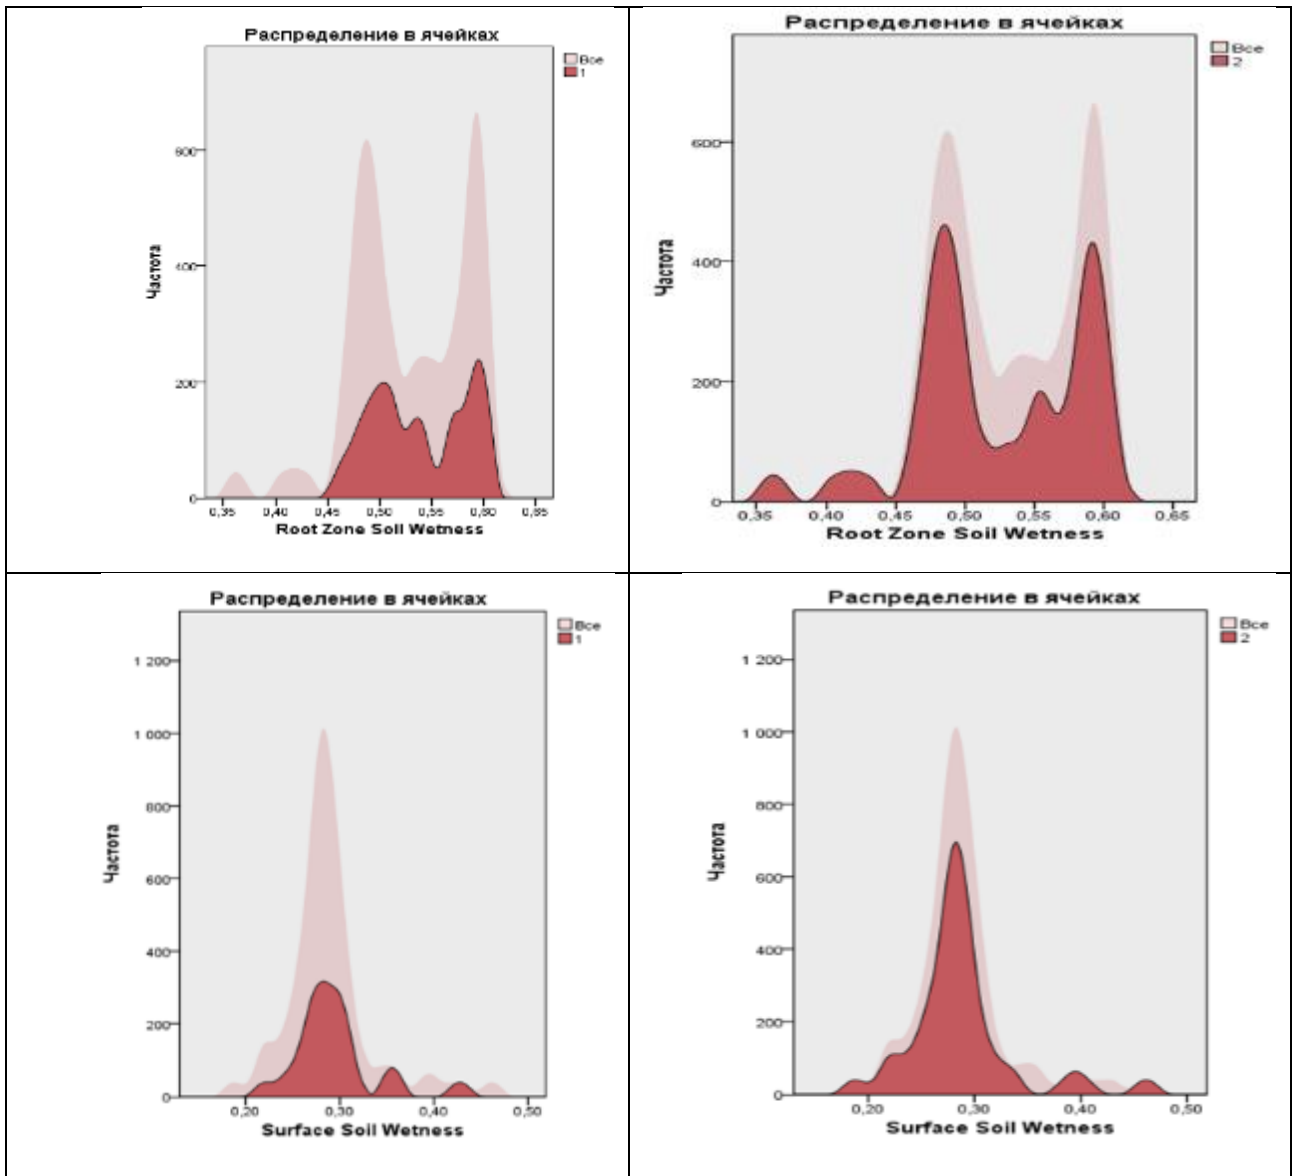 Распределение в ячейках
Все
1
Частота
600
400
200
0
0,35 0,40 0,45 0,50 0,55 0,60 0,65
Root Zone Soil Wetness
Распределение в ячейках
Все
2
Частота
600
400
200
0
0,35 0,40 0,45 0,50 0,55 0,60 0,65
Root Zone Soil Wetness
Распределение в ячейках
Все
1
Частота
1 200
1 000
800
600
400
200
0
0,20 0,30 0,40 0,50
Surface Soil Wetness
Распределение в ячейках
Все
2
Частота
1 200
1 000
800
600
400
200
0
0,20 0,30 0,40 0,50
Surface Soil Wetness